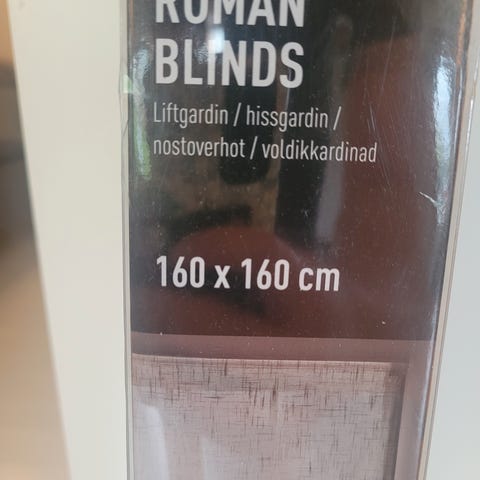 ROMAN
BLINDS
Liftgardin / hissgardin /
nostoverhot / voldikkardinad
160 x 160 cm